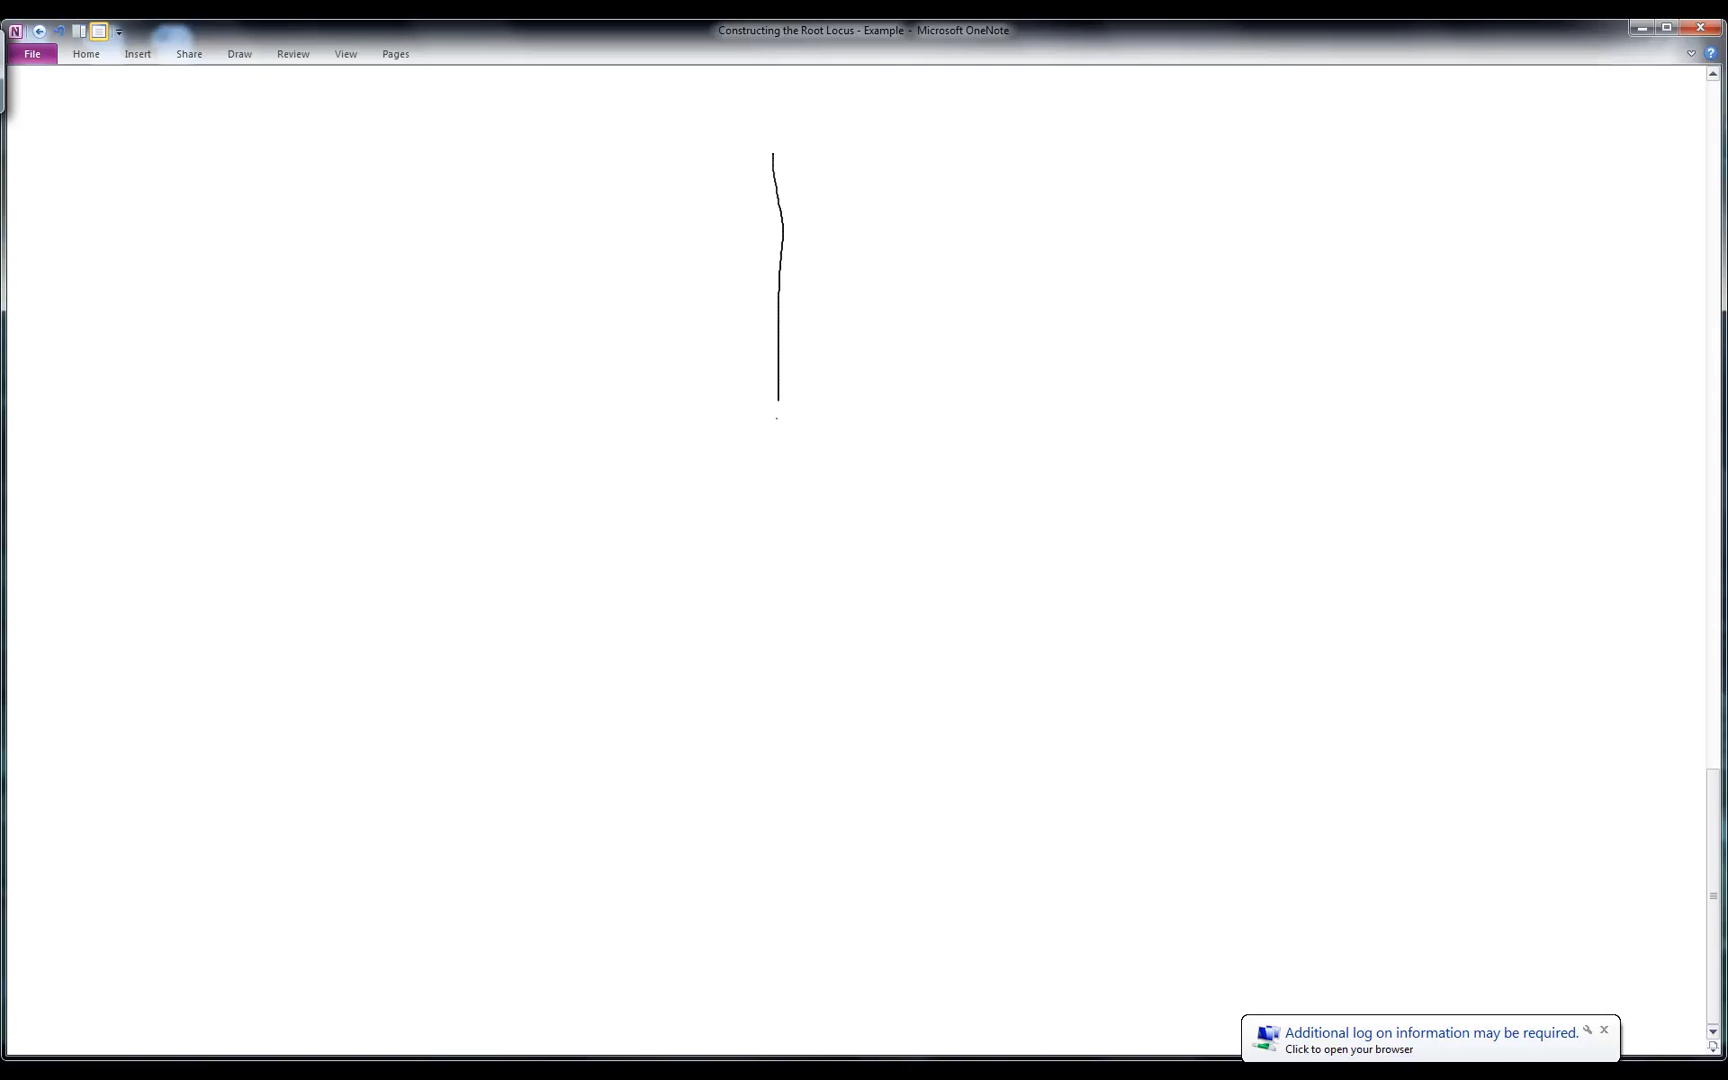 Constructing the Root Locus - Example - Microsoft OneNote
File Home Insert Share Draw Review View Pages
Additional log on information may be required.
Click to open your browser